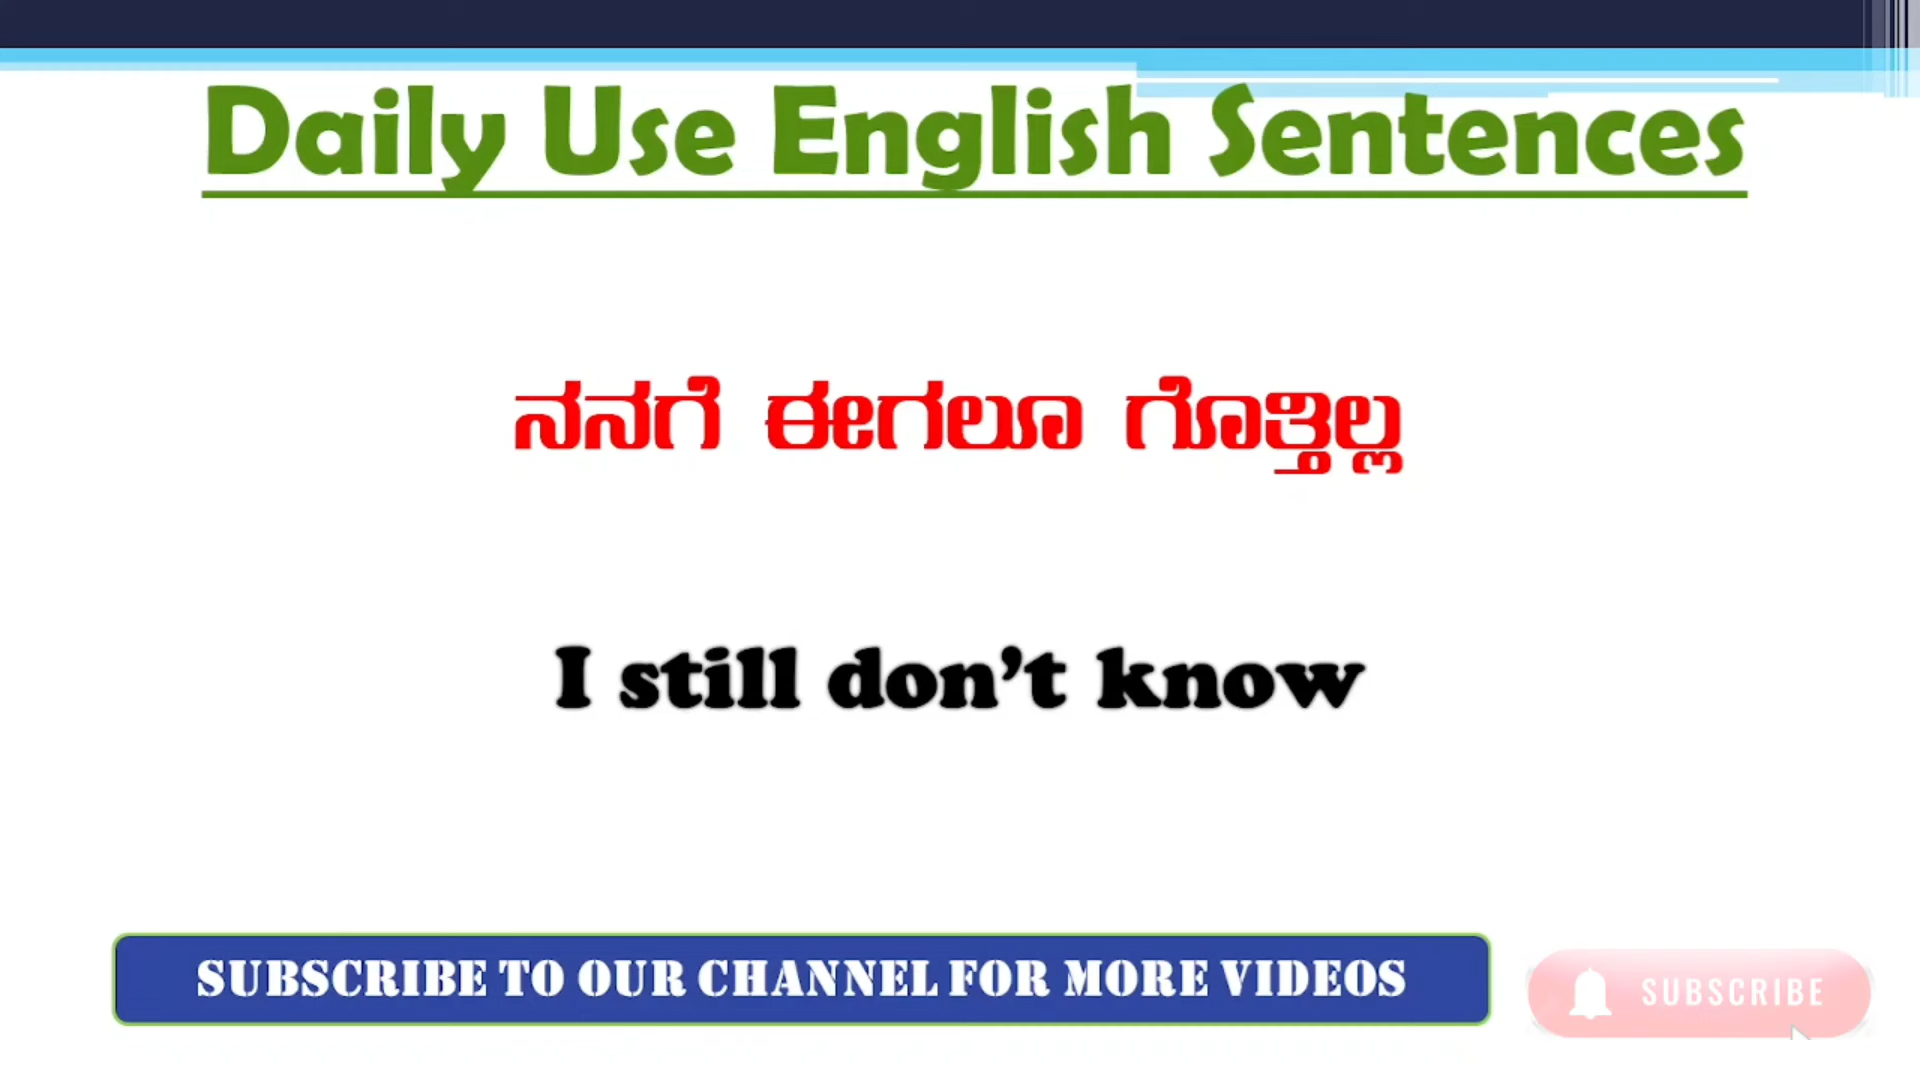 Daily Use English Sentences
ನನಗೆ ಈಗಲೂ ಗೊತ್ತಿಲ್ಲ
I still don’t know
SUBSCRIBE TO OUR CHANNEL FOR MORE VIDEOS
SUBSCRIBE